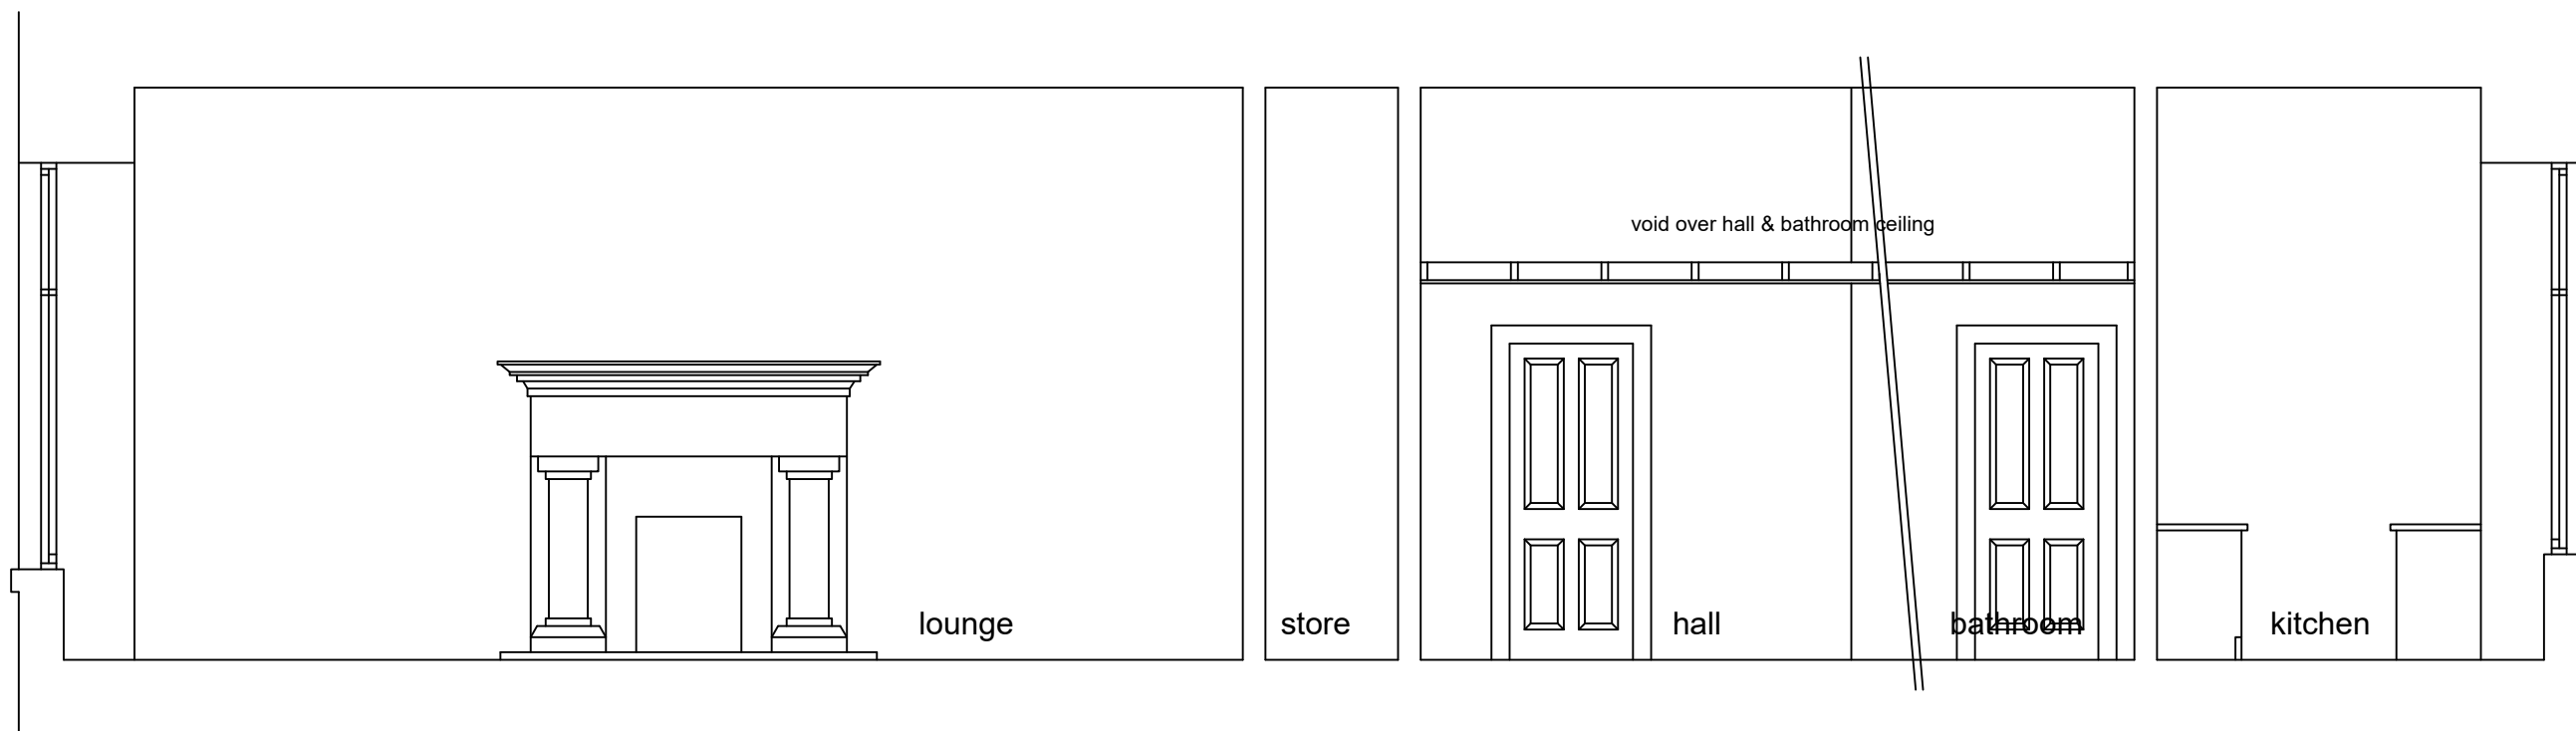 void over hall & bathroom ceiling
lounge
store
hall
bathroom
kitchen